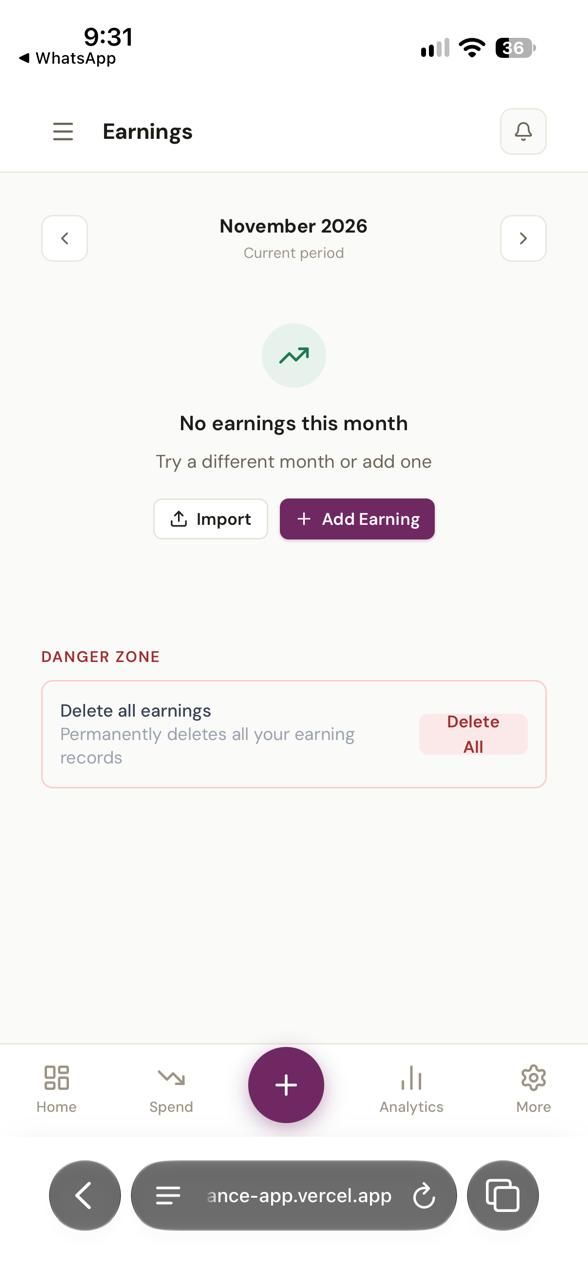 9:31
◀ WhatsApp
36
Earnings
November 2026
Current period
No earnings this month
Try a different month or add one
Import
Add Earning
DANGER ZONE
Delete all earnings
Permanently deletes all your earning
records
Delete
All
Home
Spend
Analytics
More
ance-app.vercel.app